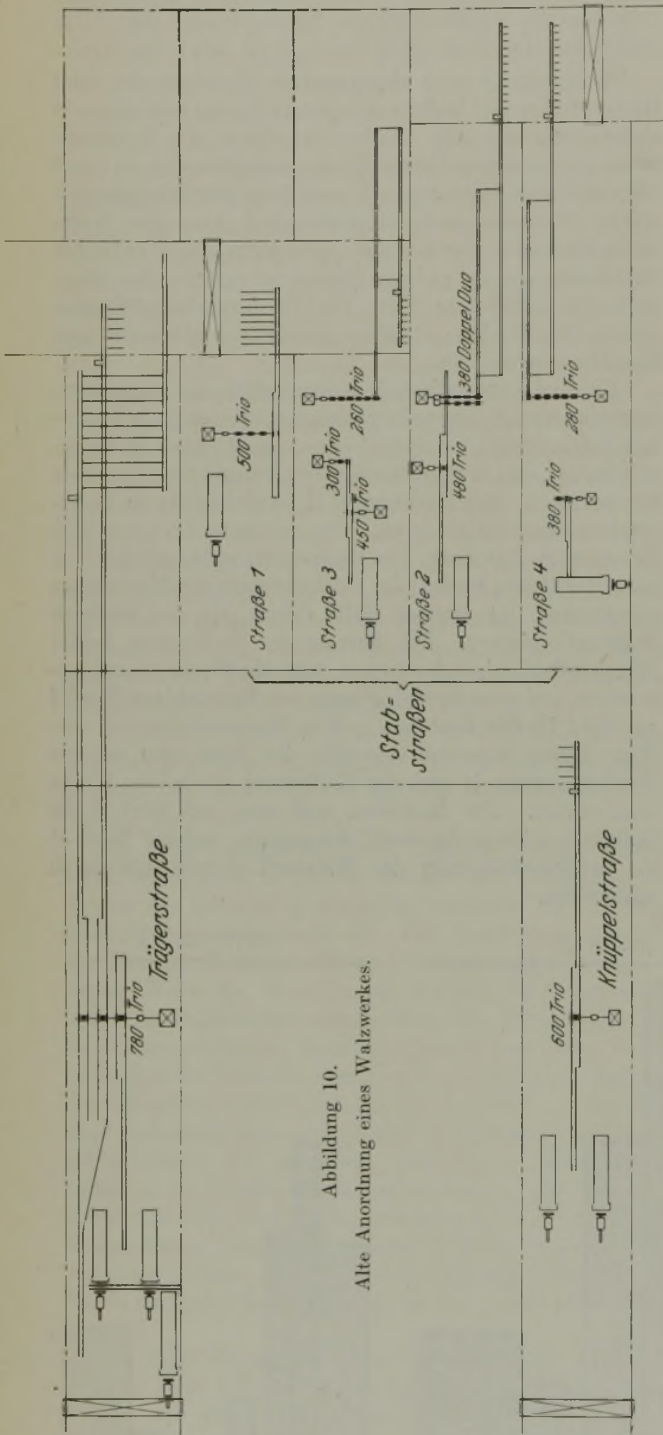 Trägerstraße
780 Trio
Abbildung 10.
Alte Anordnung eines Walzwerkes.
600 Trio
Knüppelstraße
Stab=
straßen
Straße 1
500 Trio
Straße 3
300 Trio
450 Trio
260 Trio
Straße 2
480 Trio
380 Doppel Duo
Straße 4
380 Trio
280 Trio